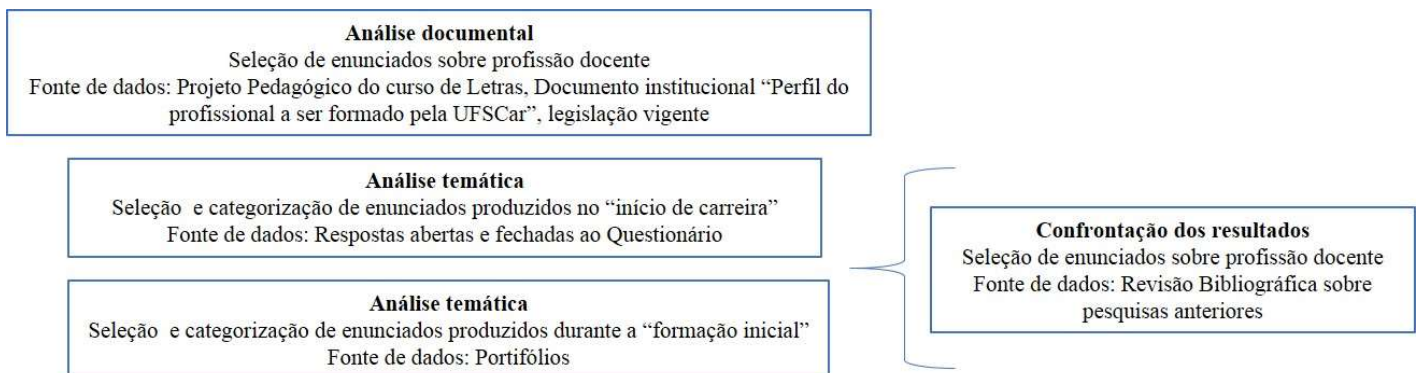 Análise documental
Seleção de enunciados sobre profissão docente
Fonte de dados: Projeto Pedagógico do curso de Letras, Documento institucional “Perfil do
profissional a ser formado pela UFSCar”, legislação vigente
Análise temática
Seleção e categorização de enunciados produzidos no “início de carreira”
Fonte de dados: Respostas abertas e fechadas ao Questionário
Análise temática
Seleção e categorização de enunciados produzidos durante a “formação inicial”
Fonte de dados: Portifólios
Confrontação dos resultados
Seleção de enunciados sobre profissão docente
Fonte de dados: Revisão Bibliográfica sobre
pesquisas anteriores